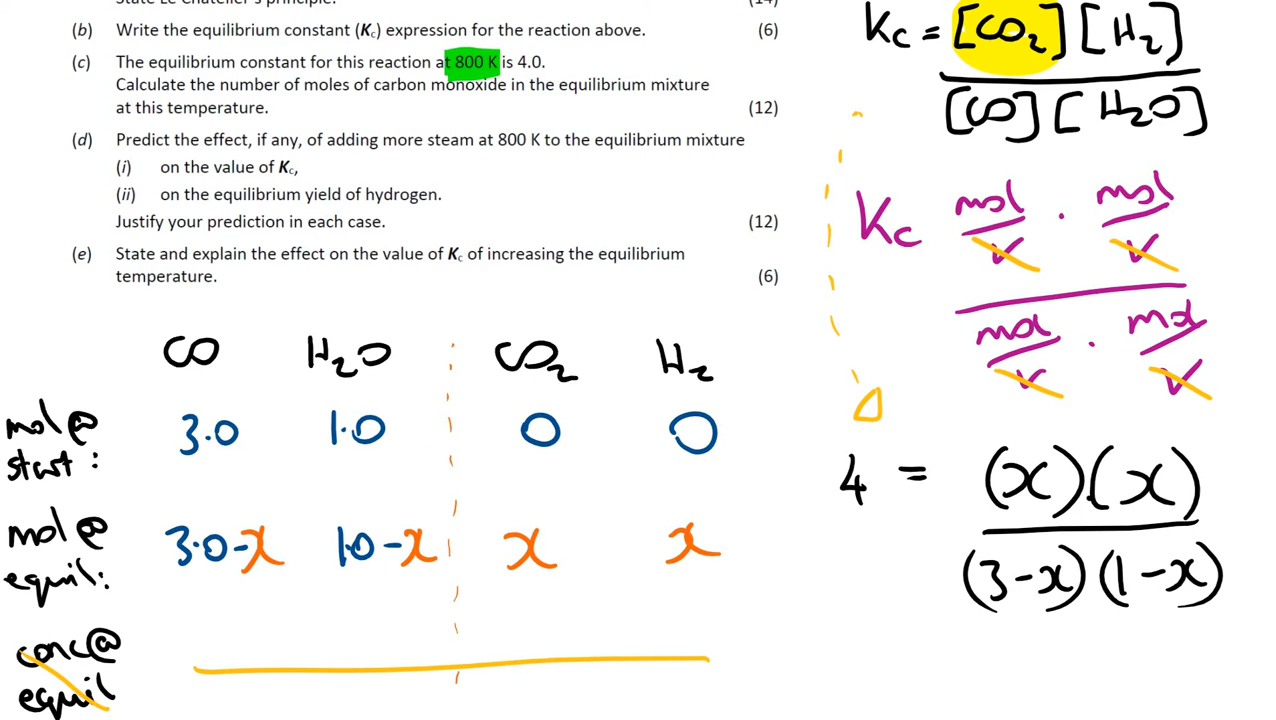 State Le Châtelier's principle. (14)
(b) Write the equilibrium constant (Kc) expression for the reaction above. (6)
(c) The equilibrium constant for this reaction at 800 K is 4.0.
Calculate the number of moles of carbon monoxide in the equilibrium mixture
at this temperature. (12)
(d) Predict the effect, if any, of adding more steam at 800 K to the equilibrium mixture
(i) on the value of Kc,
(ii) on the equilibrium yield of hydrogen.
Justify your prediction in each case. (12)
(e) State and explain the effect on the value of Kc of increasing the equilibrium
temperature. (6)
CO H2O CO2 H2
mol@ start: 3.0 1.0 0 0
mol@ equil: 3.0-x 1.0-x x x
conc@ equil
Kc = [CO2][H2]
[CO][H2O]
Kc mol/v . mol/v
mol/v . mol/v
4 = (x).(x)
(3-x)(1-x)